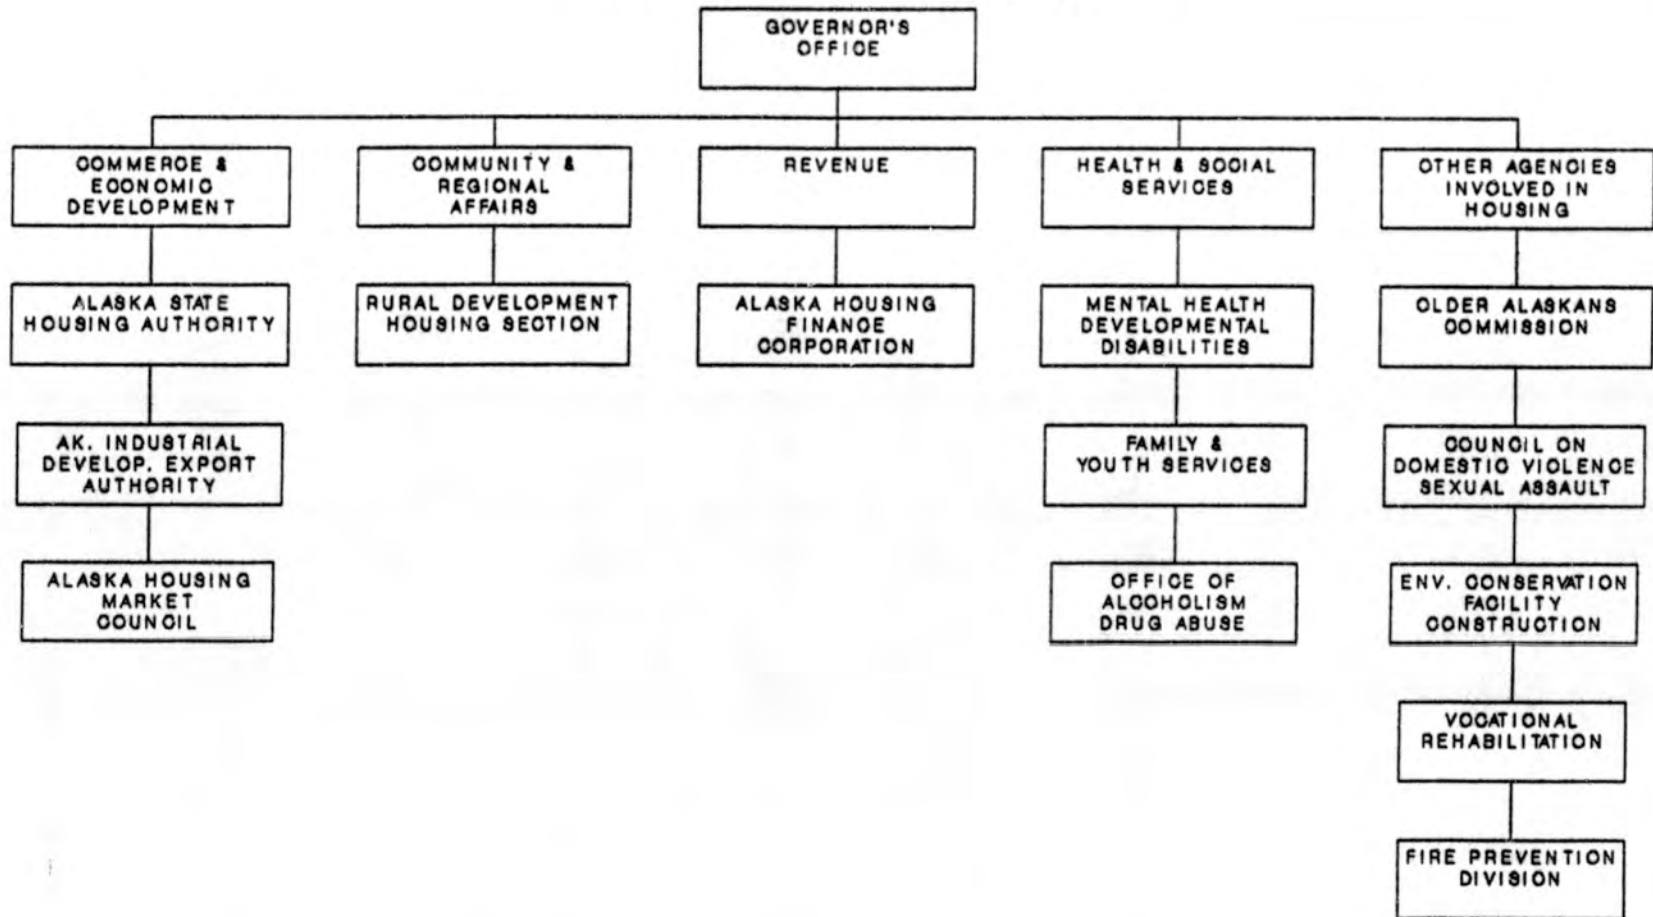 GOVERNOR'S
OFFICE
COMMERCE &
ECONOMIC
DEVELOPMENT
COMMUNITY &
REGIONAL
AFFAIRS
REVENUE
HEALTH & SOCIAL
SERVICES
OTHER AGENCIES
INVOLVED IN
HOUSING
ALASKA STATE
HOUSING AUTHORITY
RURAL DEVELOPMENT
HOUSING SECTION
ALASKA HOUSING
FINANCE
CORPORATION
MENTAL HEALTH
DEVELOPMENTAL
DISABILITIES
OLDER ALASKANS
COMMISSION
AK. INDUSTRIAL
DEVELOP. EXPORT
AUTHORITY
FAMILY &
YOUTH SERVICES
COUNCIL ON
DOMESTIC VIOLENCE
SEXUAL ASSAULT
ALASKA HOUSING
MARKET
COUNCIL
OFFICE OF
ALCOHOLISM
DRUG ABUSE
ENV. CONSERVATION
FACILITY
CONSTRUCTION
VOCATIONAL
REHABILITATION
FIRE PREVENTION
DIVISION